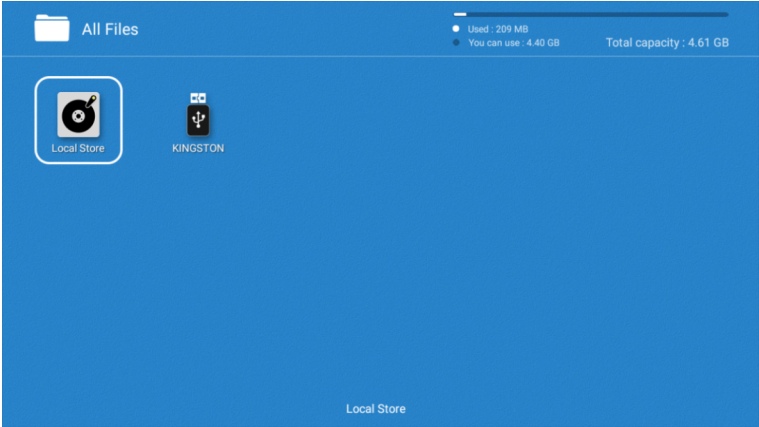 All Files
Used : 209 MB
You can use : 4.40 GB
Total capacity : 4.61 GB
Local Store
KINGSTON
Local Store